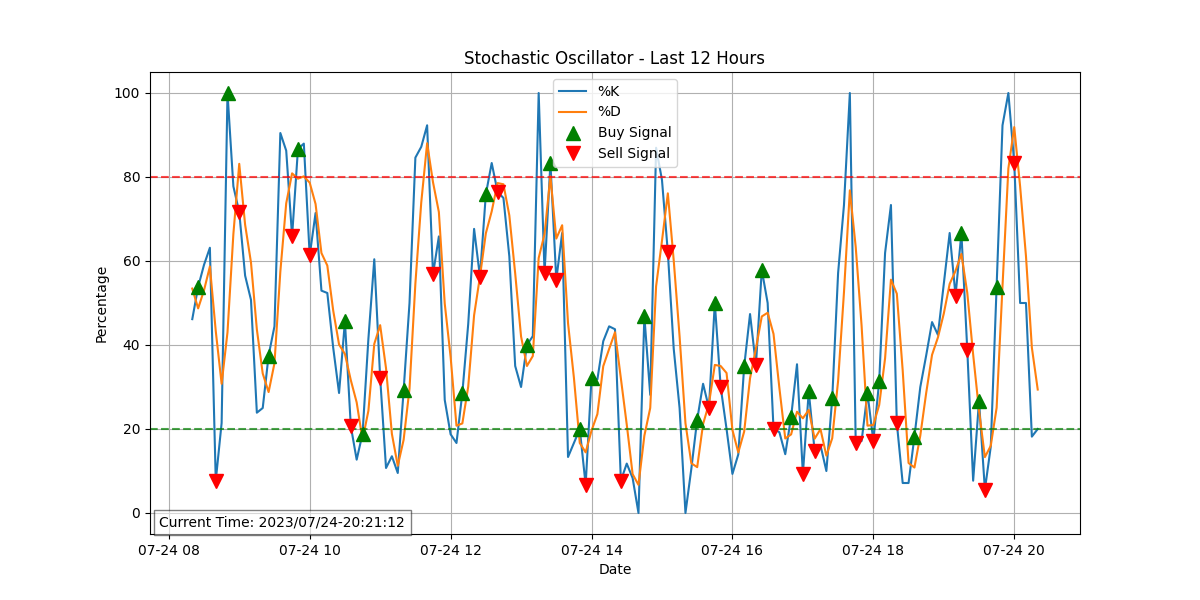 Stochastic Oscillator - Last 12 Hours
%K
%D
Buy Signal
Sell Signal
Percentage
100
80
60
40
20
0
Current Time: 2023/07/24-20:21:12
07-24 08 07-24 10 07-24 12 07-24 14 07-24 16 07-24 18 07-24 20
Date